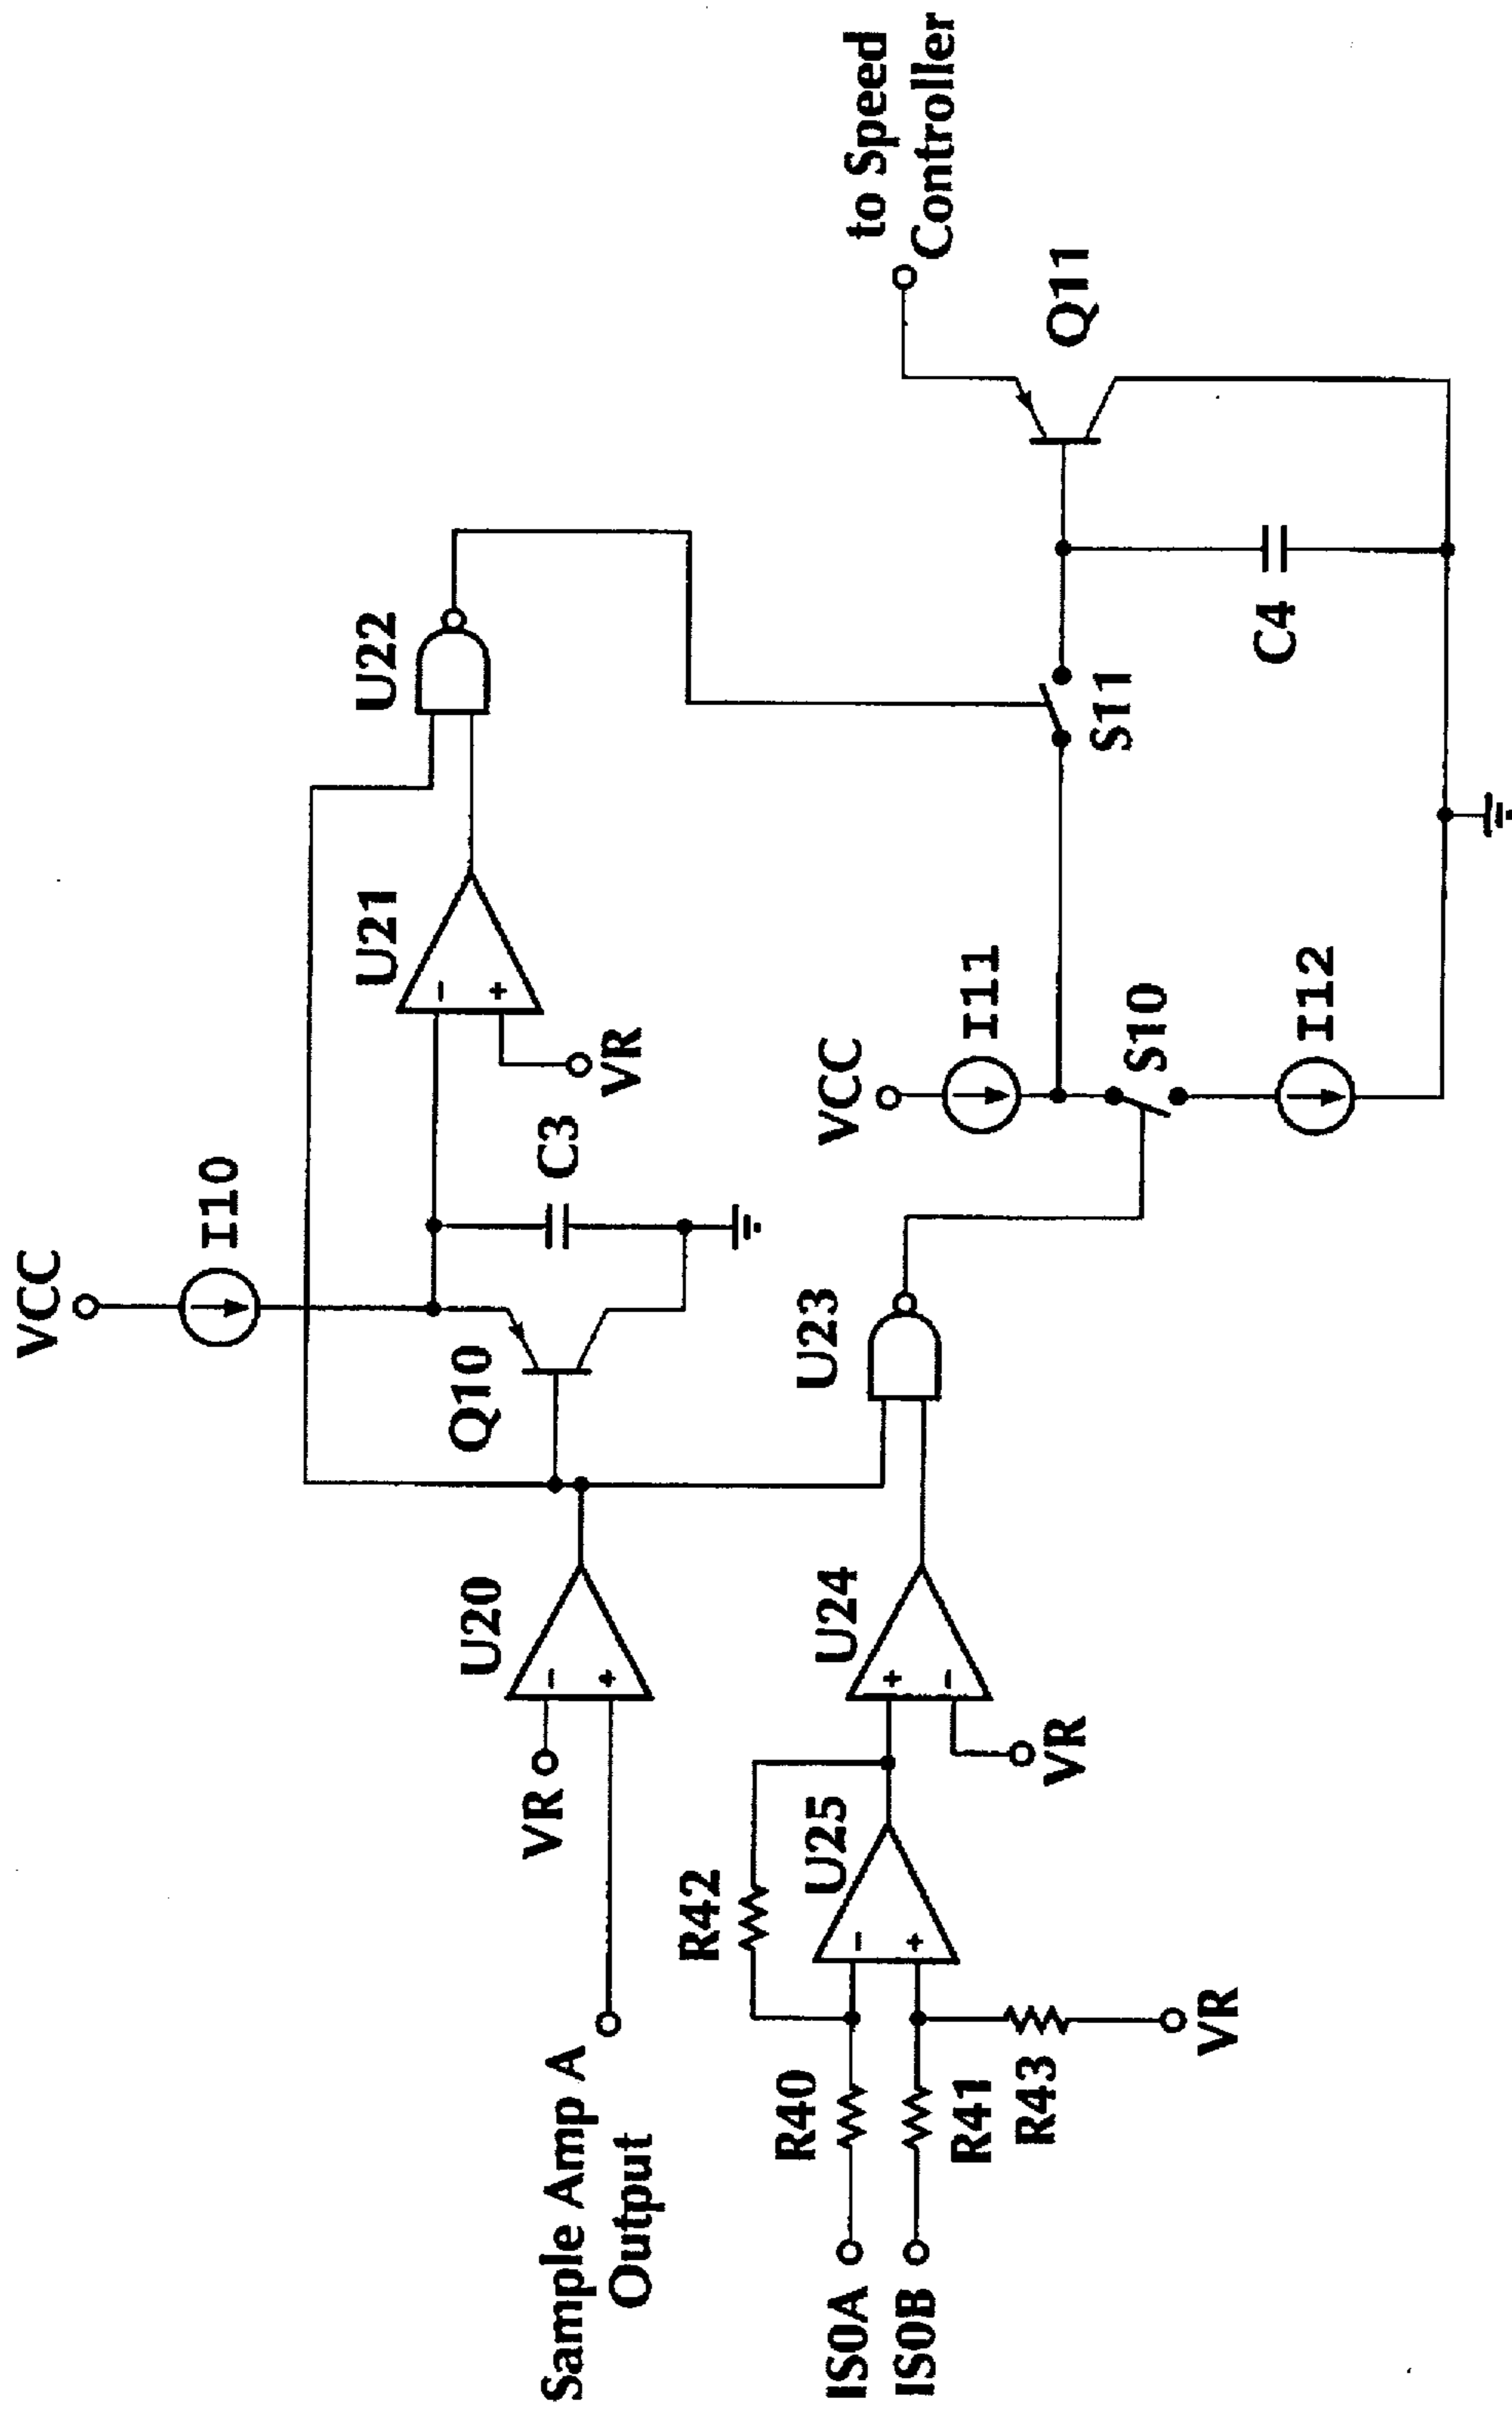 VCC
I10
U22
U21
Q10
C3
VR
U20
VR
Sample Amp A
Output
to Speed
Controller
Q11
VCC
I11
S11
S10
C4
I12
U23
U24
VR
R42
U25
R40
R41
R43
VR
IS0A
IS0B